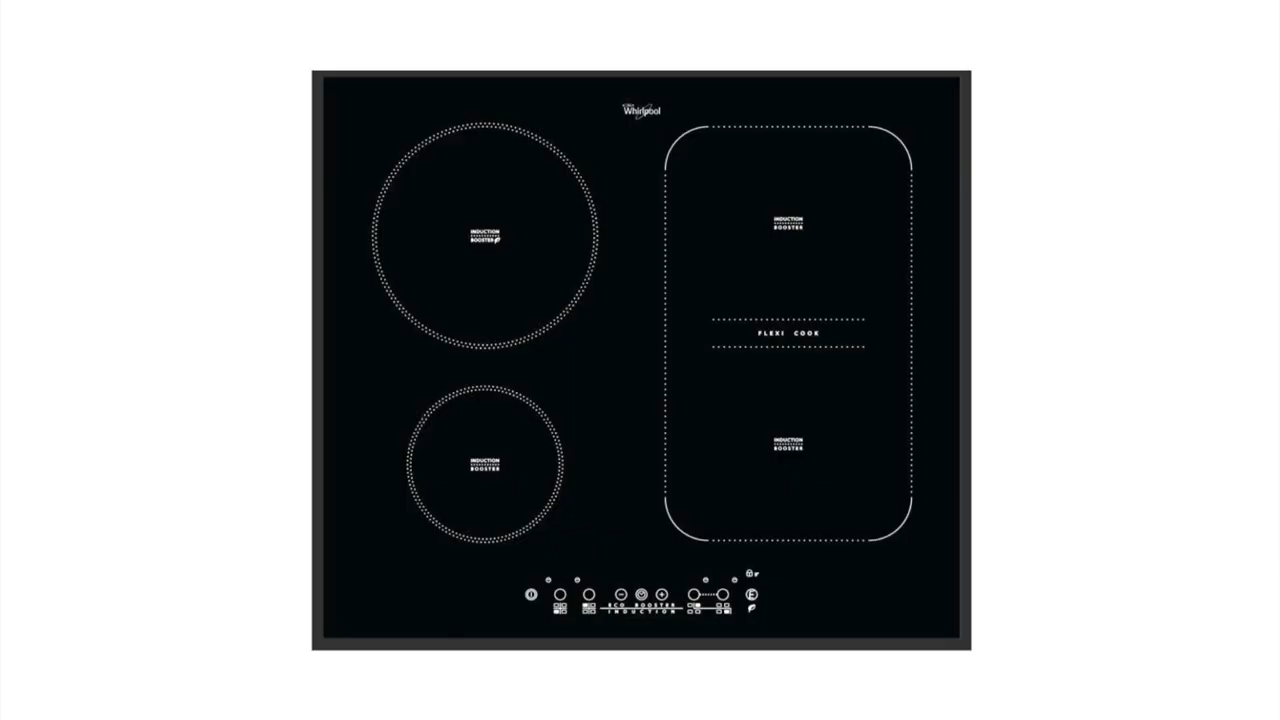 Whirlpool
INDUCTION
BOOSTER
INDUCTION
BOOSTER
FLEXI COOK
INDUCTION
BOOSTER
INDUCTION
BOOSTER
ECO BOOSTER
INDUCTION